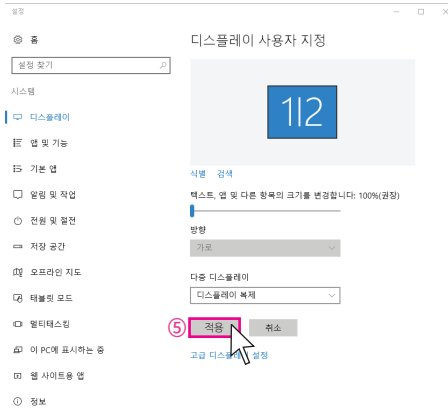 설정
홈
설정 찾기
시스템
디스플레이
앱 및 기능
기본 앱
알림 및 작업
전원 및 절전
저장 공간
오프라인 지도
태블릿 모드
멀티태스킹
이 PC에 표시하는 중
웹 사이트용 앱
정보
디스플레이 사용자 지정
1|2
식별 검색
텍스트, 앱 및 다른 항목의 크기를 변경합니다: 100%(권장)
방향
가로
다중 디스플레이
디스플레이 복제
⑤ 적용 취소
고급 디스플레이 설정